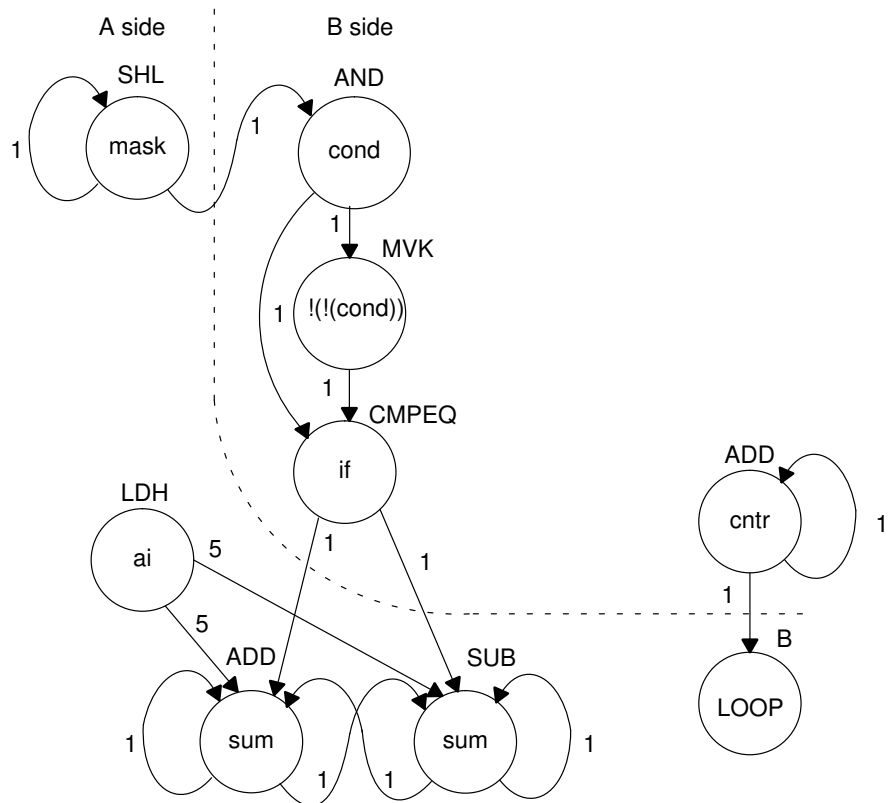 A side
B side
SHL
AND
1
mask
1
cond
1
MVK
1
!(!(cond))
1
CMPEQ
if
ADD
LDH
cntr
1
ai
5
1
1
1
5
ADD
SUB
B
1
sum
1
1
sum
1
LOOP